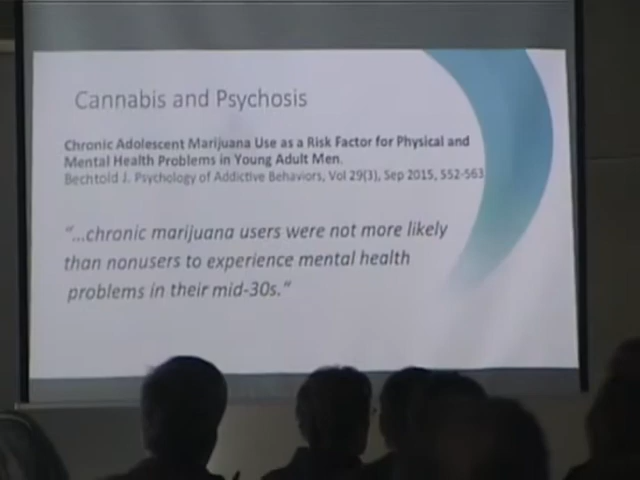 Cannabis and Psychosis
Chronic Adolescent Marijuana Use as a Risk Factor for Physical and
Mental Health Problems in Young Adult Men.
Bechtold J. Psychology of Addictive Behaviors, Vol 29(3), Sep 2015, 552-563
"...chronic marijuana users were not more likely
than nonusers to experience mental health
problems in their mid-30s."